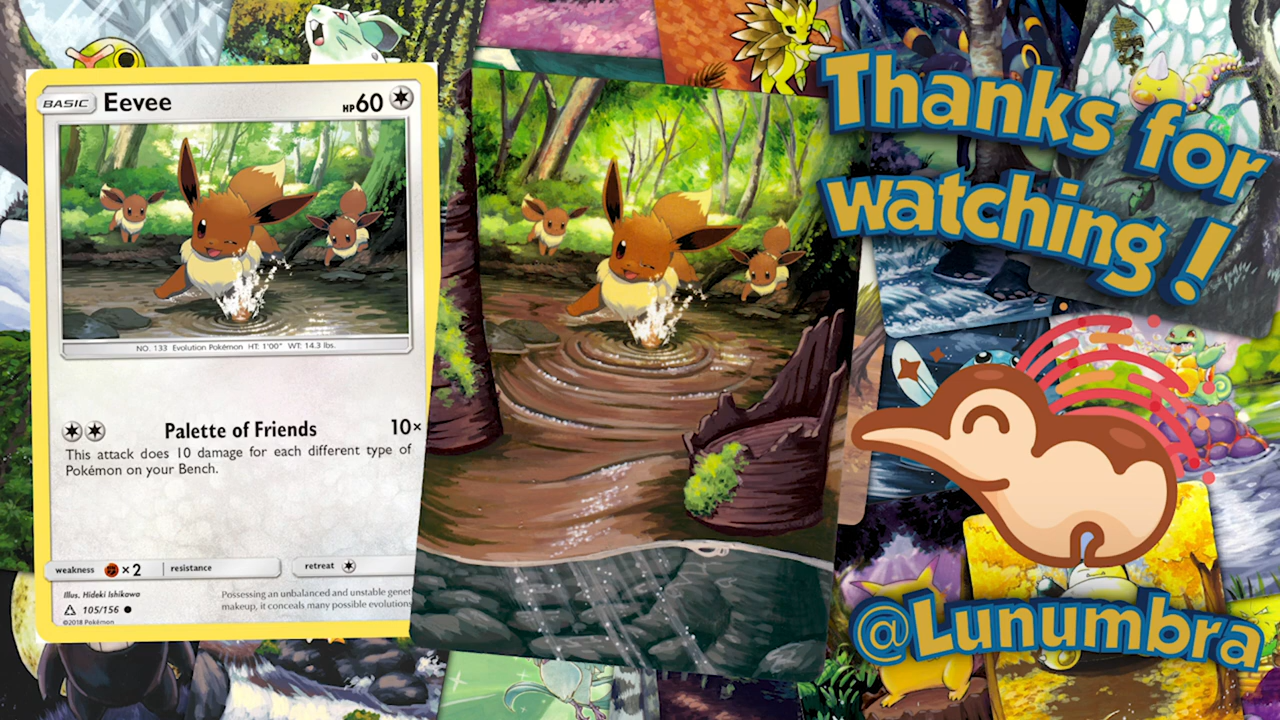 BASIC Eevee HP60
NO. 133 Evolution Pokémon HT: 1'00" WT: 14.3 lbs.
Palette of Friends 10×
This attack does 10 damage for each different type of
Pokémon on your Bench.
weakness ×2 resistance retreat
Illus. Hideki Ishikawa
105/156
©2018 Pokémon
Possessing an unbalanced and unstable genet
makeup, it conceals many possible evolutions
Thanks for
watching !
@Lunumbra